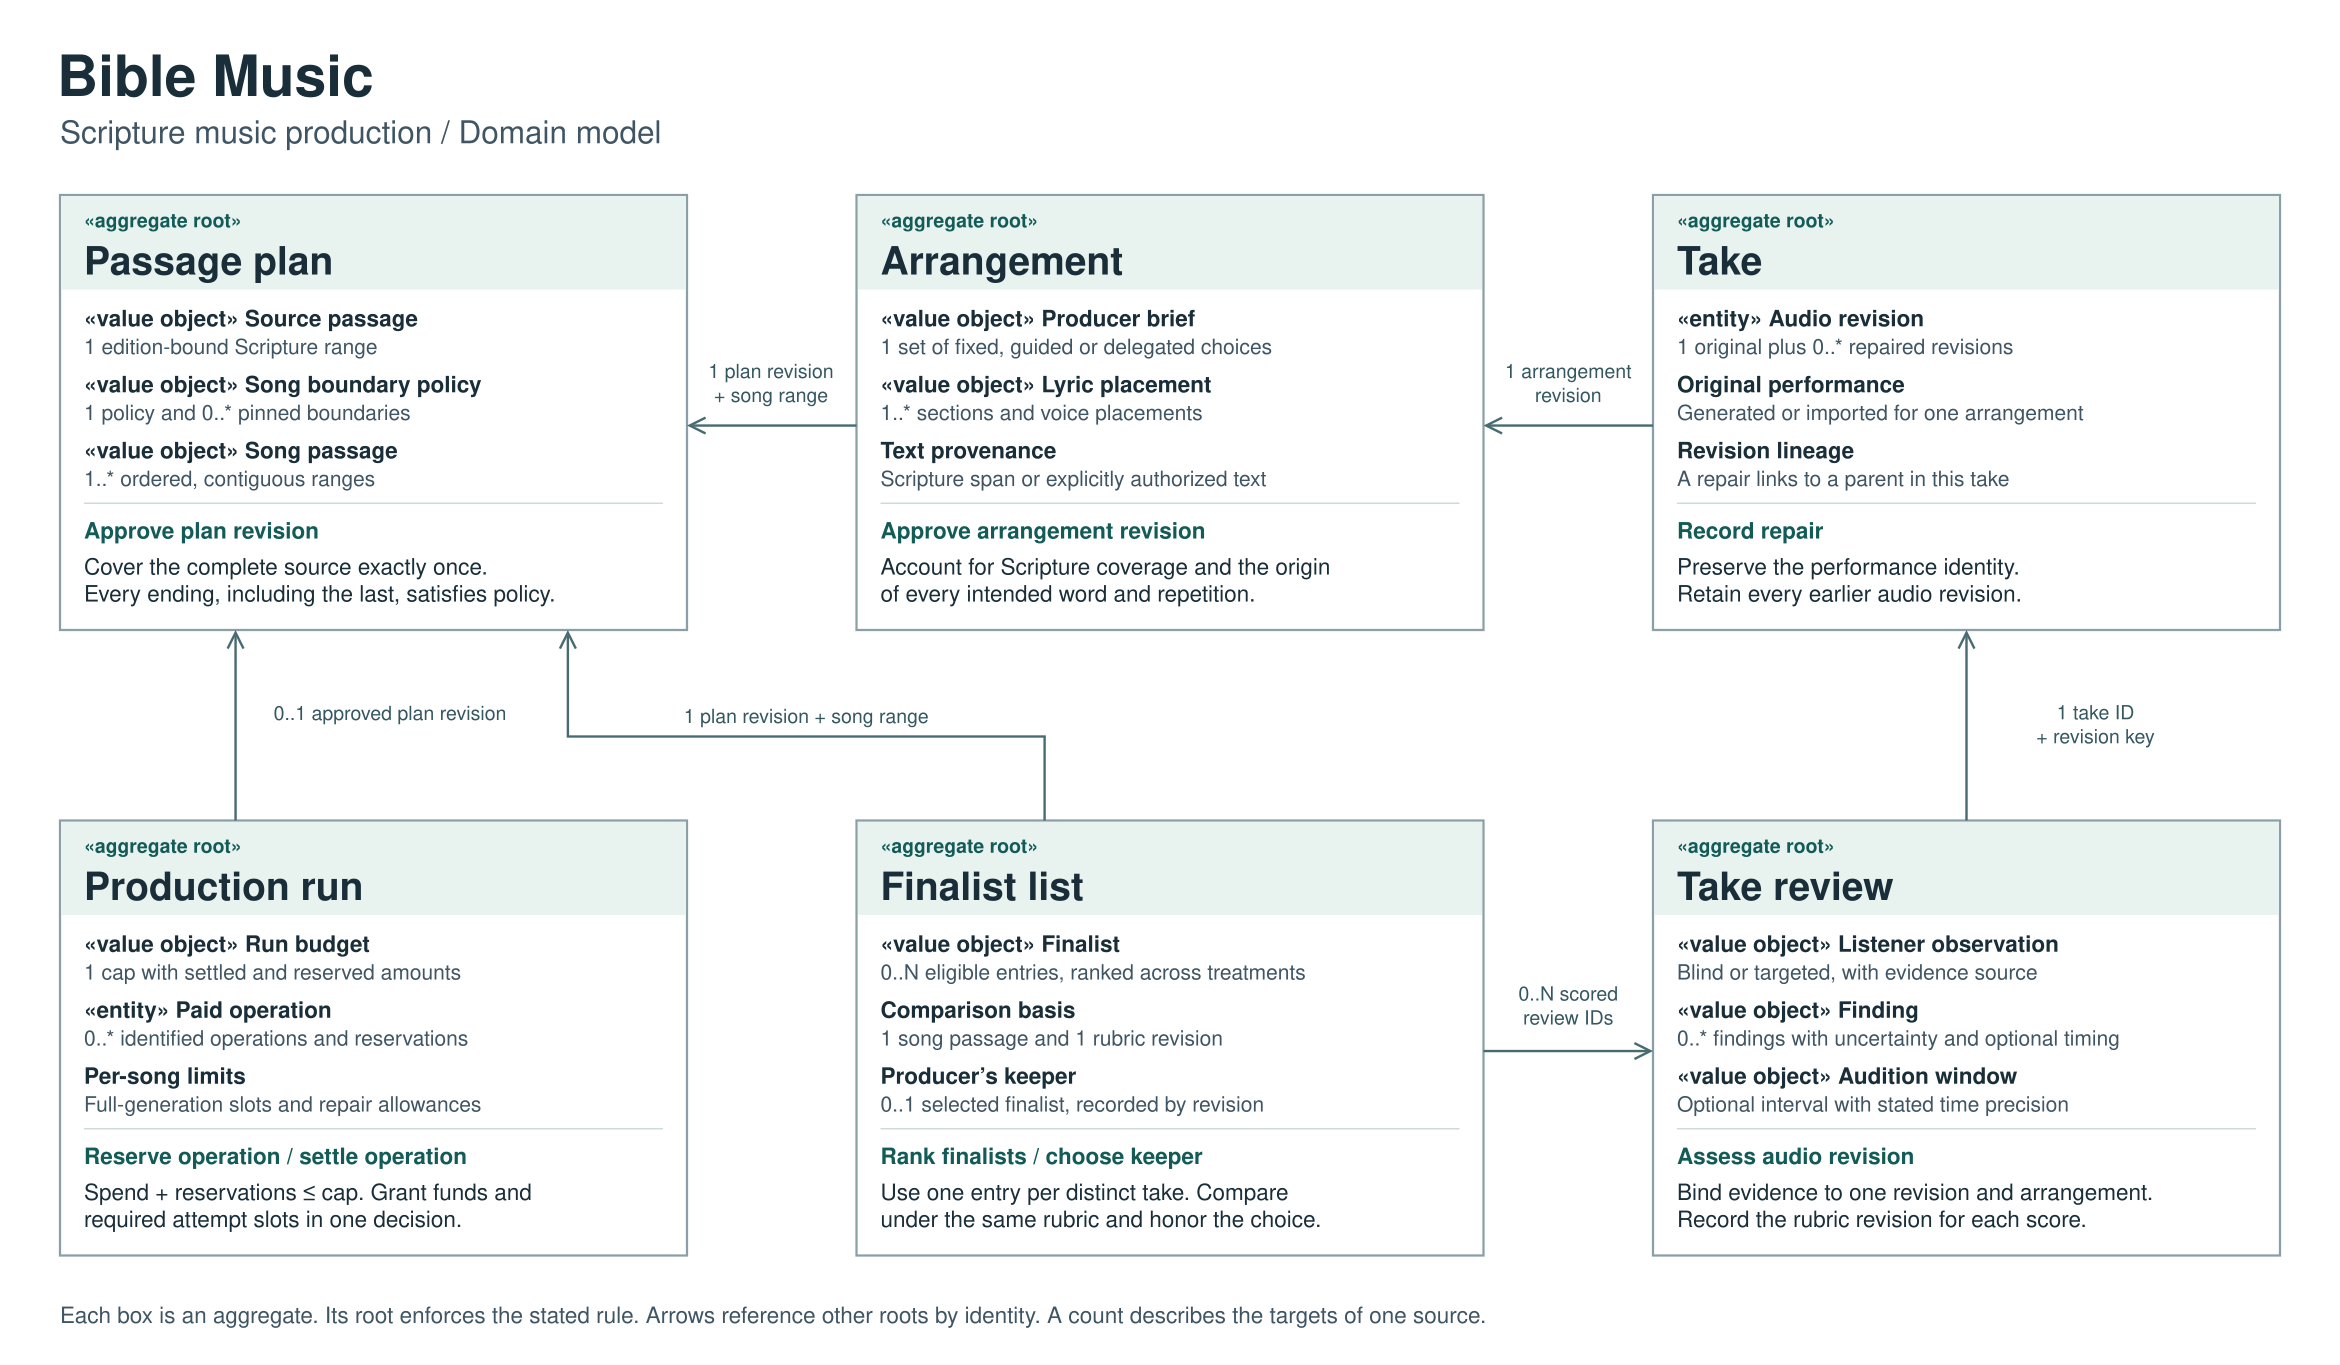 Bible Music
Scripture music production / Domain model
«aggregate root»
Passage plan
«value object» Source passage
1 edition-bound Scripture range
«value object» Song boundary policy
1 policy and 0..* pinned boundaries
«value object» Song passage
1..* ordered, contiguous ranges
Approve plan revision
Cover the complete source exactly once.
Every ending, including the last, satisfies policy.
1 plan revision
+ song range
«aggregate root»
Arrangement
«value object» Producer brief
1 set of fixed, guided or delegated choices
«value object» Lyric placement
1..* sections and voice placements
Text provenance
Scripture span or explicitly authorized text
Approve arrangement revision
Account for Scripture coverage and the origin
of every intended word and repetition.
1 arrangement
revision
«aggregate root»
Take
«entity» Audio revision
1 original plus 0..* repaired revisions
Original performance
Generated or imported for one arrangement
Revision lineage
A repair links to a parent in this take
Record repair
Preserve the performance identity.
Retain every earlier audio revision.
0..1 approved plan revision
1 plan revision + song range
1 take ID
+ revision key
«aggregate root»
Production run
«value object» Run budget
1 cap with settled and reserved amounts
«entity» Paid operation
0..* identified operations and reservations
Per-song limits
Full-generation slots and repair allowances
Reserve operation / settle operation
Spend + reservations ≤ cap. Grant funds and
required attempt slots in one decision.
«aggregate root»
Finalist list
«value object» Finalist
0..N eligible entries, ranked across treatments
Comparison basis
1 song passage and 1 rubric revision
Producer’s keeper
0..1 selected finalist, recorded by revision
Rank finalists / choose keeper
Use one entry per distinct take. Compare
under the same rubric and honor the choice.
0..N scored
review IDs
«aggregate root»
Take review
«value object» Listener observation
Blind or targeted, with evidence source
«value object» Finding
0..* findings with uncertainty and optional timing
«value object» Audition window
Optional interval with stated time precision
Assess audio revision
Bind evidence to one revision and arrangement.
Record the rubric revision for each score.
Each box is an aggregate. Its root enforces the stated rule. Arrows reference other roots by identity. A count describes the targets of one source.